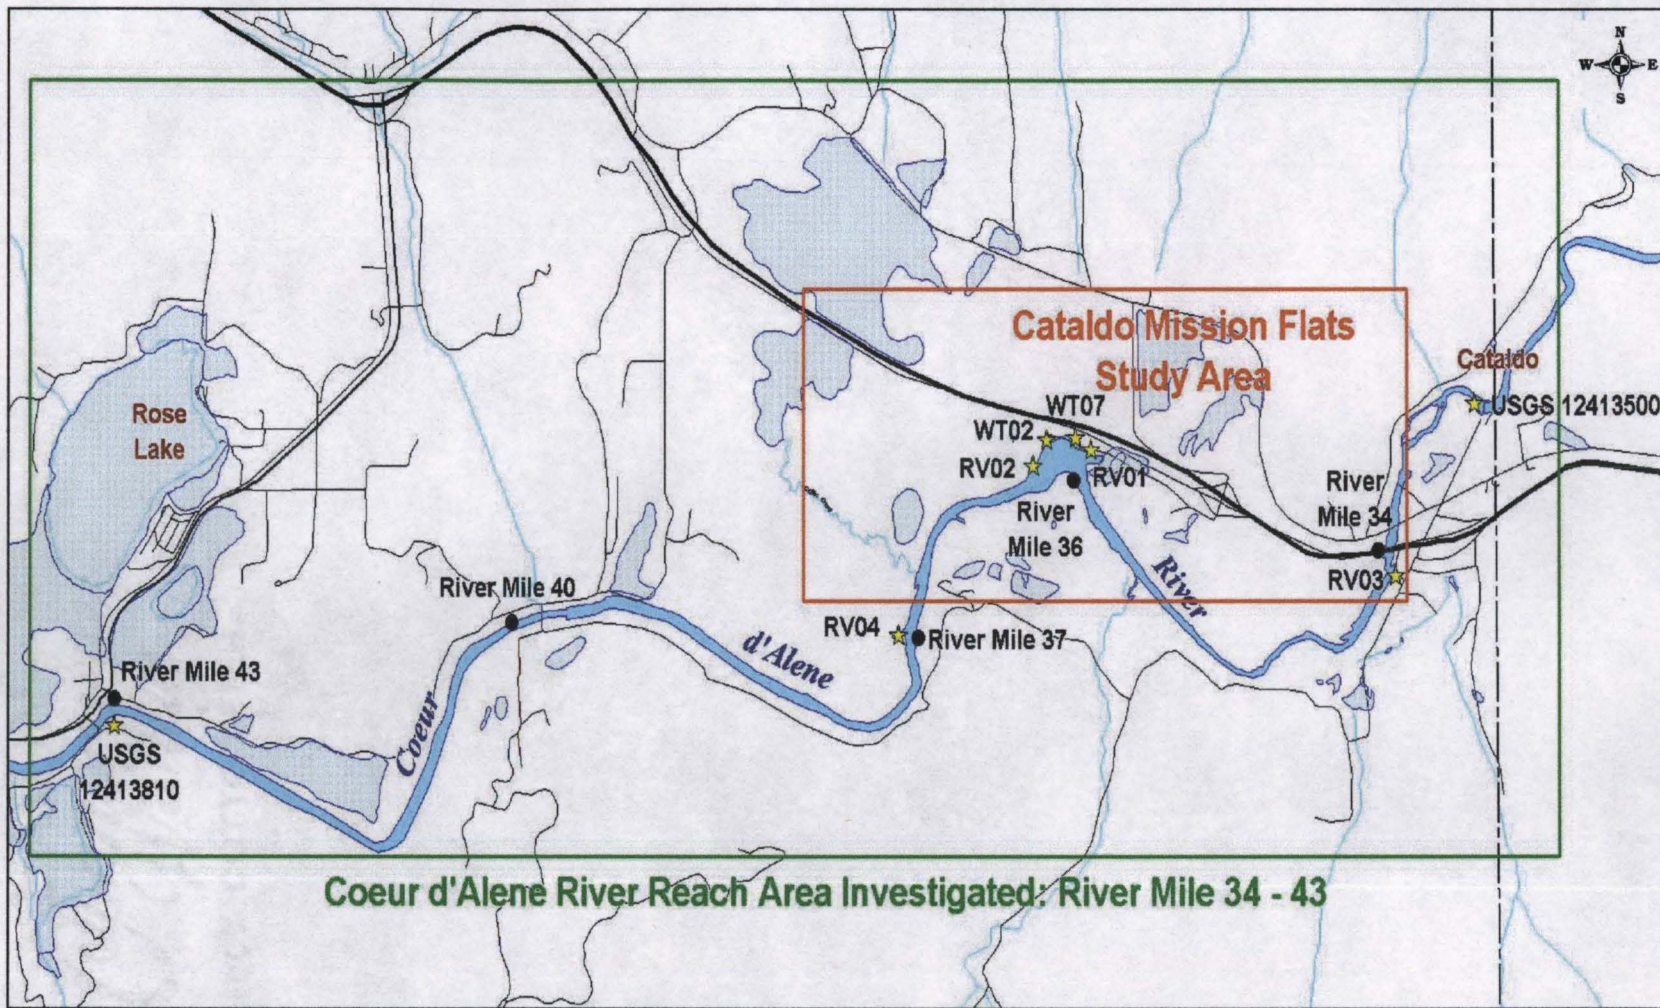 N
W E
S
Cataldo Mission Flats
Study Area
Cataldo
USGS 12413500
WT07
WT02
RV02
RV01
River
Mile 36
River
Mile 34
RV03
Rose
Lake
River Mile 40
River
RV04
River Mile 37
d'Alene
River Mile 43
Coeur
USGS
12413810
Coeur d'Alene River Reach Area Investigated: River Mile 34 - 43